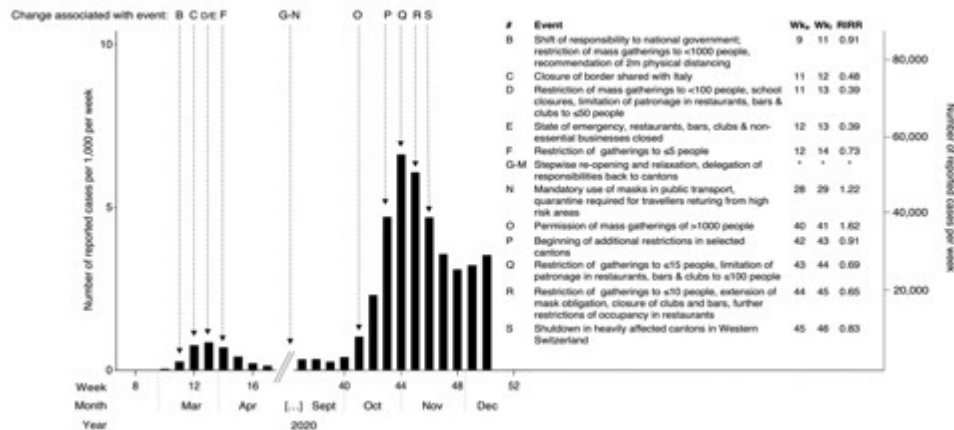 Change associated with event: B C D/E F G-N O P Q R S
10
5
0
Number of reported cases per 1,000 per week
Week 8 12 16 40 44 48 52
Month Mar Apr [...] Sept Oct Nov Dec
Year 2020
# Event Wkₑ Wkᵢ RIRR
B Shift of responsibility to national government; 9 11 0.91
restriction of mass gatherings to <1000 people,
recommendation of 2m physical distancing
C Closure of border shared with Italy 11 12 0.48
D Restriction of mass gatherings to <100 people, school 11 13 0.39
closures, limitation of patronage in restaurants, bars &
clubs to ≤50 people
E State of emergency, restaurants, bars, clubs & non- 12 13 0.39
essential businesses closed
F Restriction of gatherings to ≤5 people 12 14 0.73
G-M Stepwise re-opening and relaxation, delegation of * * *
responsibilities back to cantons
N Mandatory use of masks in public transport, 28 29 1.22
quarantine required for travellers returing from high
risk areas
O Permission of mass gatherings of >1000 people 40 41 1.62
P Beginning of additional restrictions in selected 42 43 0.91
cantons
Q Restriction of gatherings to ≤15 people, limitation of 43 44 0.69
patronage in restaurants, bars & clubs to ≤100 people
R Restriction of gatherings to ≤10 people, extension of 44 45 0.65
mask obligation, closure of clubs and bars, further
restrictions of occupancy in restaurants
S Shutdown in heavily affected cantons in Western 45 46 0.83
Switzerland
80,000
60,000
40,000
20,000
Number of reported cases per
week